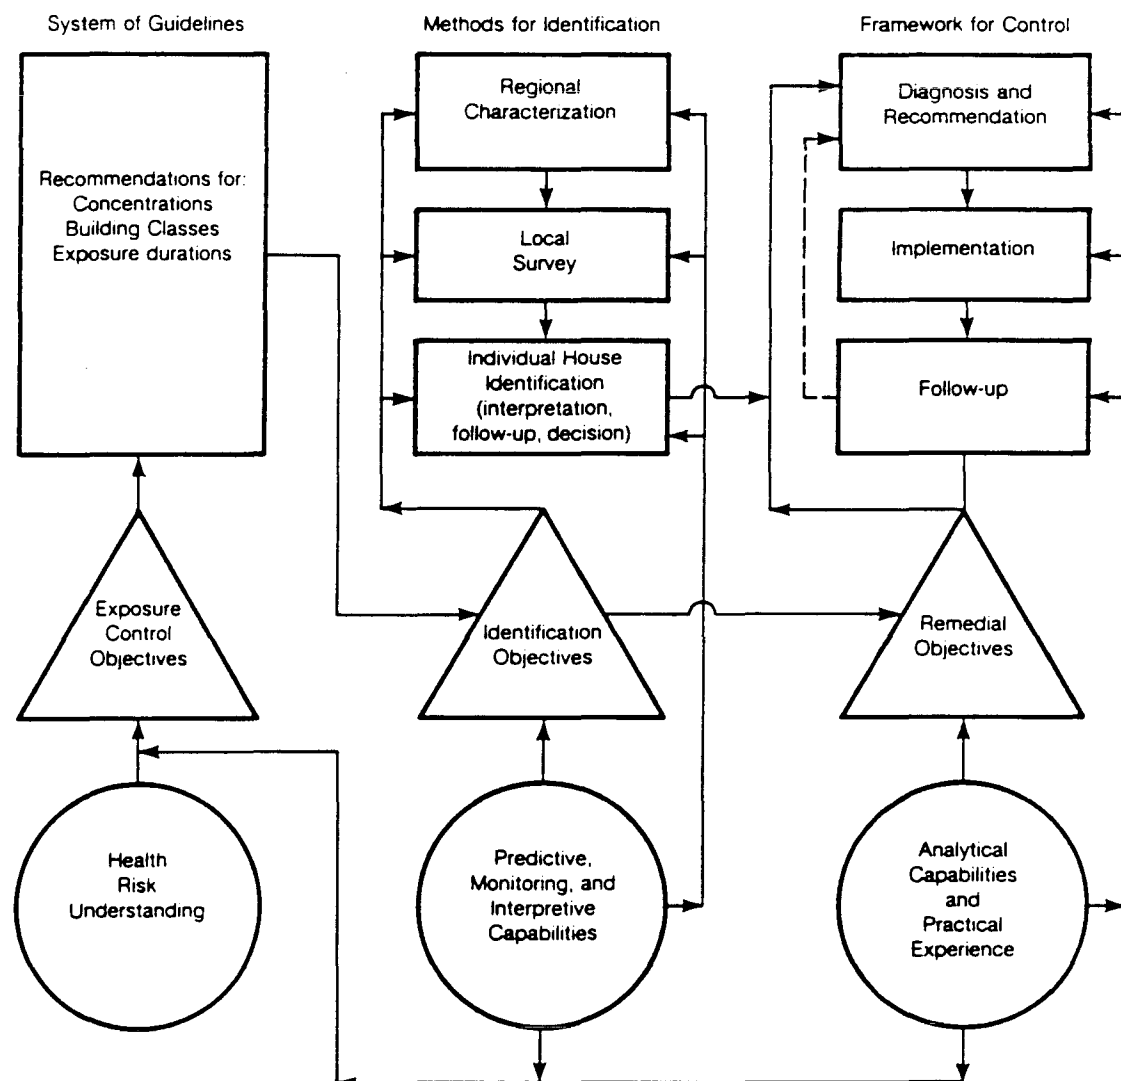 System of Guidelines
Methods for Identification
Framework for Control
Recommendations for:
Concentrations
Building Classes
Exposure durations
Regional
Characterization
Local
Survey
Individual House
Identification
(interpretation,
follow-up, decision)
Diagnosis and
Recommendation
Implementation
Follow-up
Exposure
Control
Objectives
Identification
Objectives
Remedial
Objectives
Health
Risk
Understanding
Predictive,
Monitoring, and
Interpretive
Capabilities
Analytical
Capabilities
and
Practical
Experience